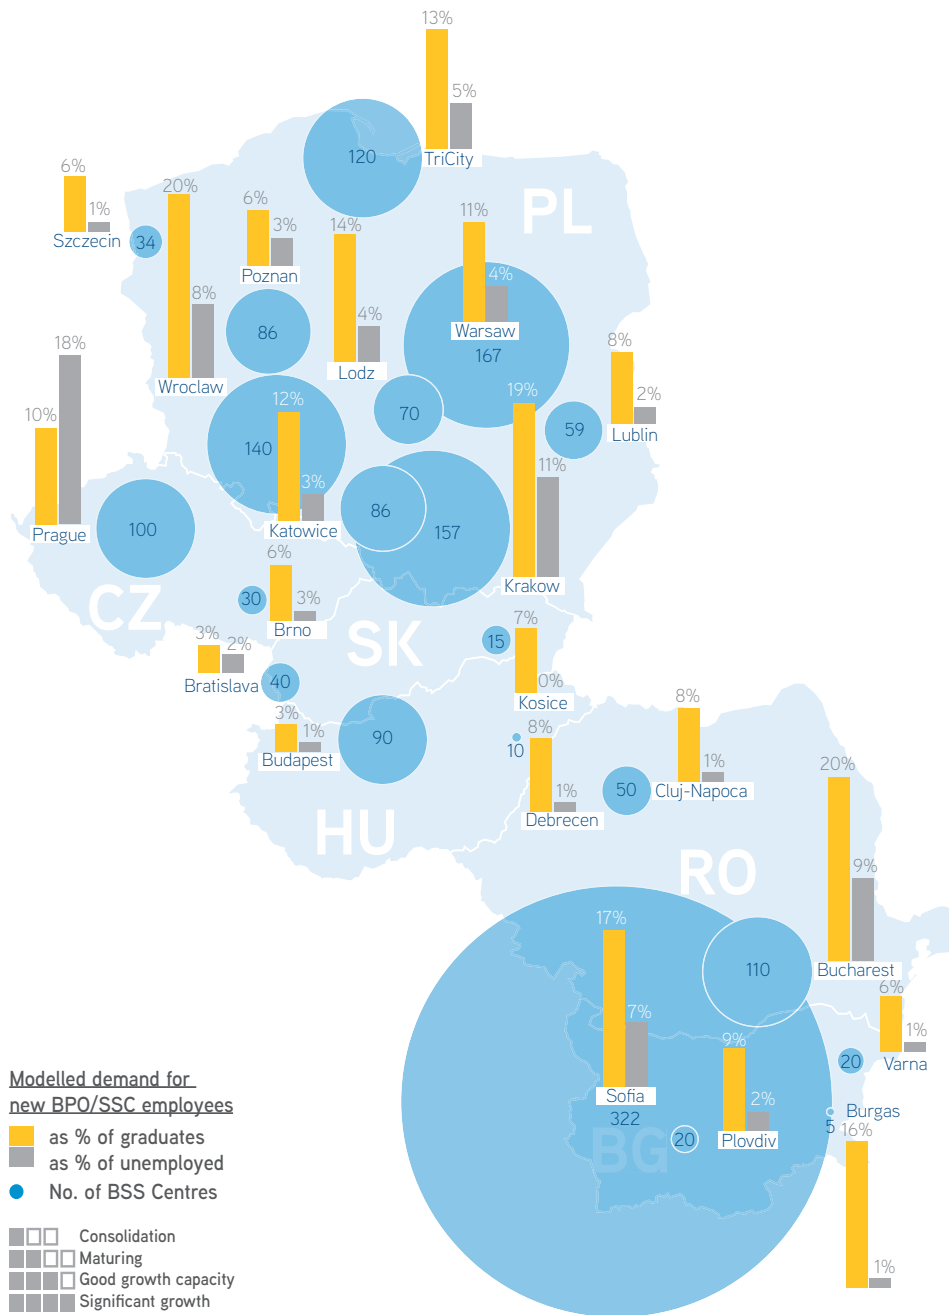 13%
5%
TriCity
120
PL
6%
1%
Szczecin
34
20%
8%
Wroclaw
6%
3%
Poznan
86
14%
4%
Lodz
11%
4%
Warsaw
167
18%
10%
Prague
100
CZ
140
12%
3%
Katowice
70
86
157
19%
11%
Krakow
59
8%
2%
Lublin
6%
3%
Brno
30
SK
3%
2%
Bratislava
40
15
7%
0%
Kosice
3%
1%
Budapest
90
HU
10
8%
1%
Debrecen
50
8%
1%
Cluj-Napoca
RO
20%
9%
Bucharest
110
17%
7%
Sofia
322
BG
20
9%
2%
Plovdiv
6%
1%
Varna
20
5
Burgas
16%
1%
Modelled demand for
new BPO/SSC employees
as % of graduates
as % of unemployed
No. of BSS Centres
Consolidation
Maturing
Good growth capacity
Significant growth